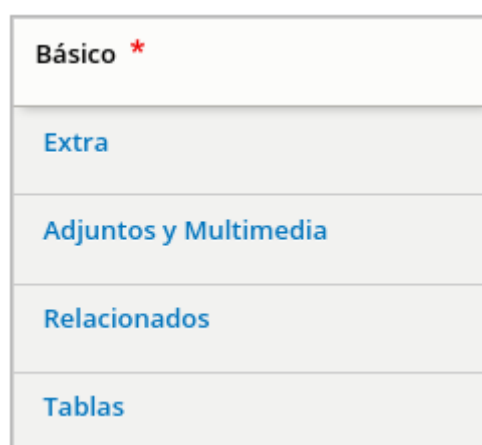 Básico *
Extra
Adjuntos y Multimedia
Relacionados
Tablas